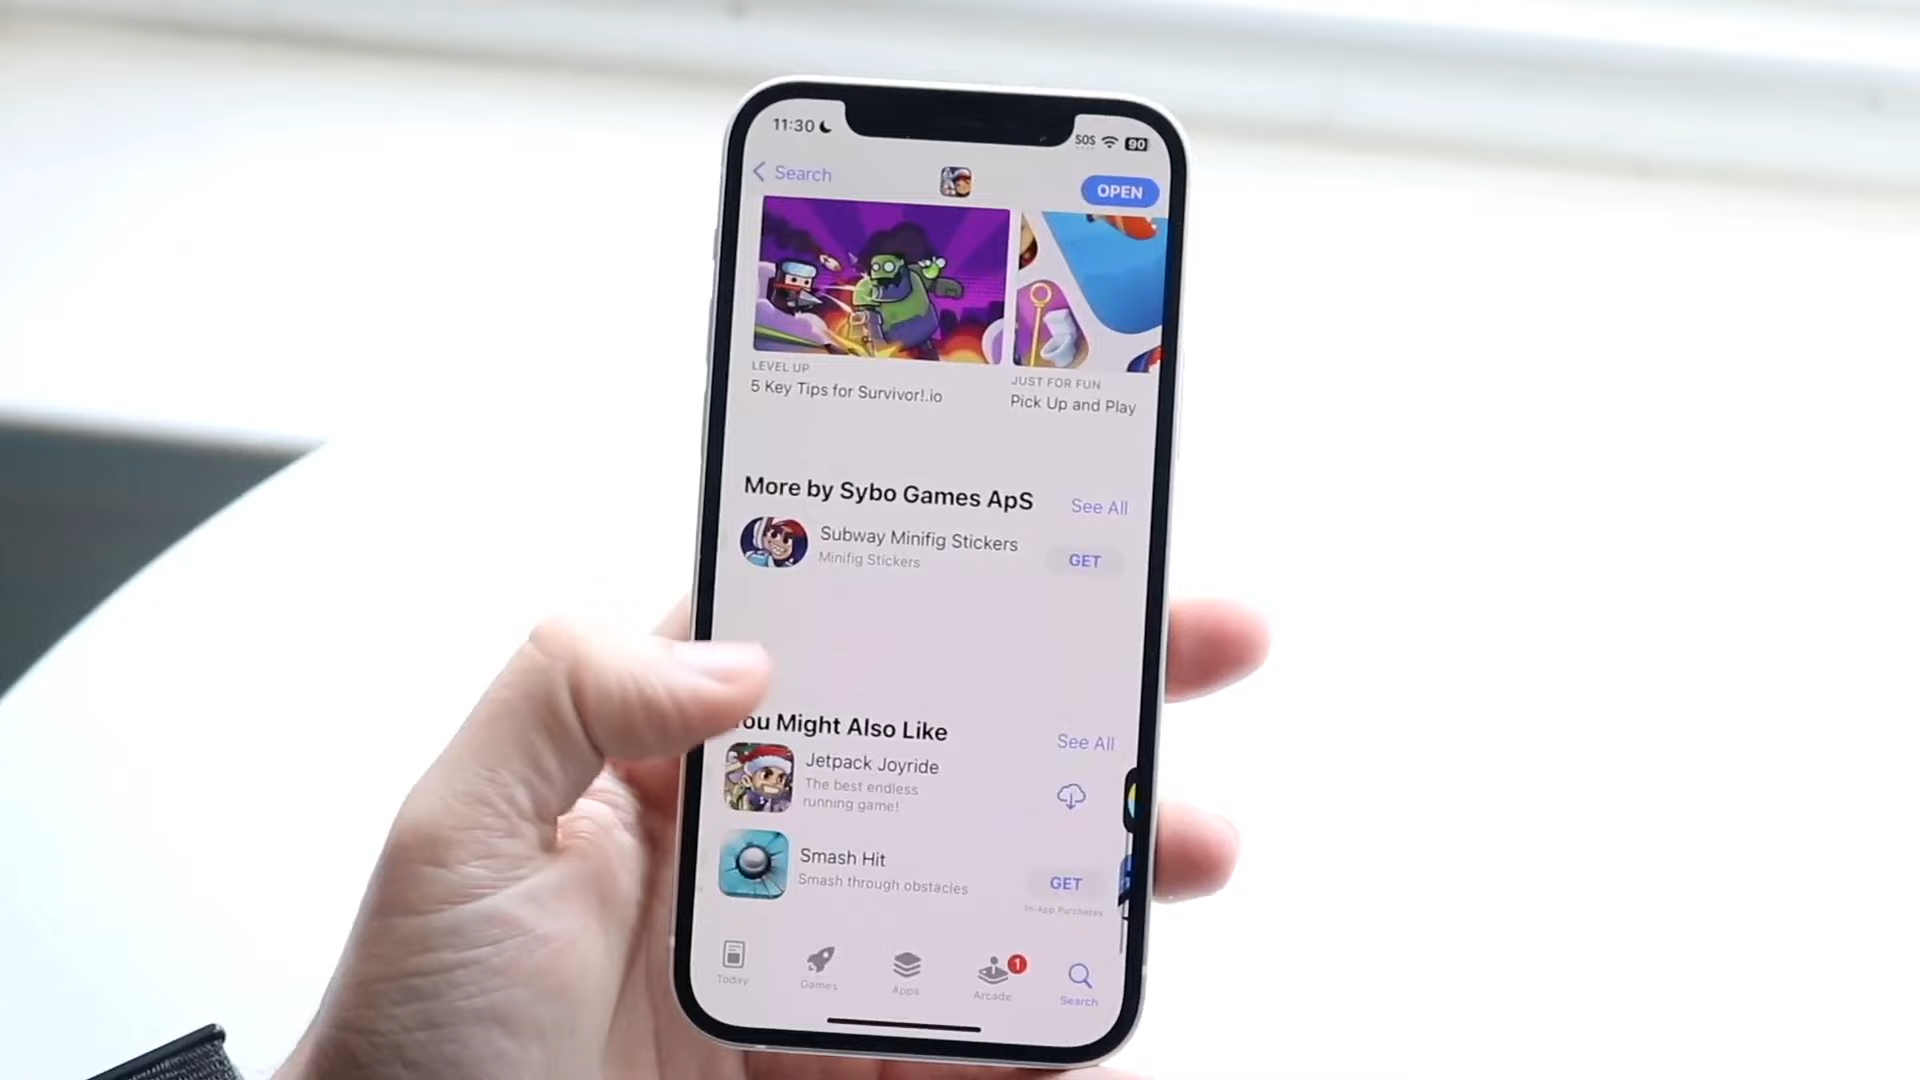 11:30
SOS
90
Search
OPEN
LEVEL UP
5 Key Tips for Survivor!.io
JUST FOR FUN
Pick Up and Play
More by Sybo Games ApS
See All
Subway Minifig Stickers
Minifig Stickers
GET
ou Might Also Like
See All
Jetpack Joyride
The best endless
running game!
Smash Hit
Smash through obstacles
GET
In-App Purchases
Today
Games
Apps
Arcade
1
Search